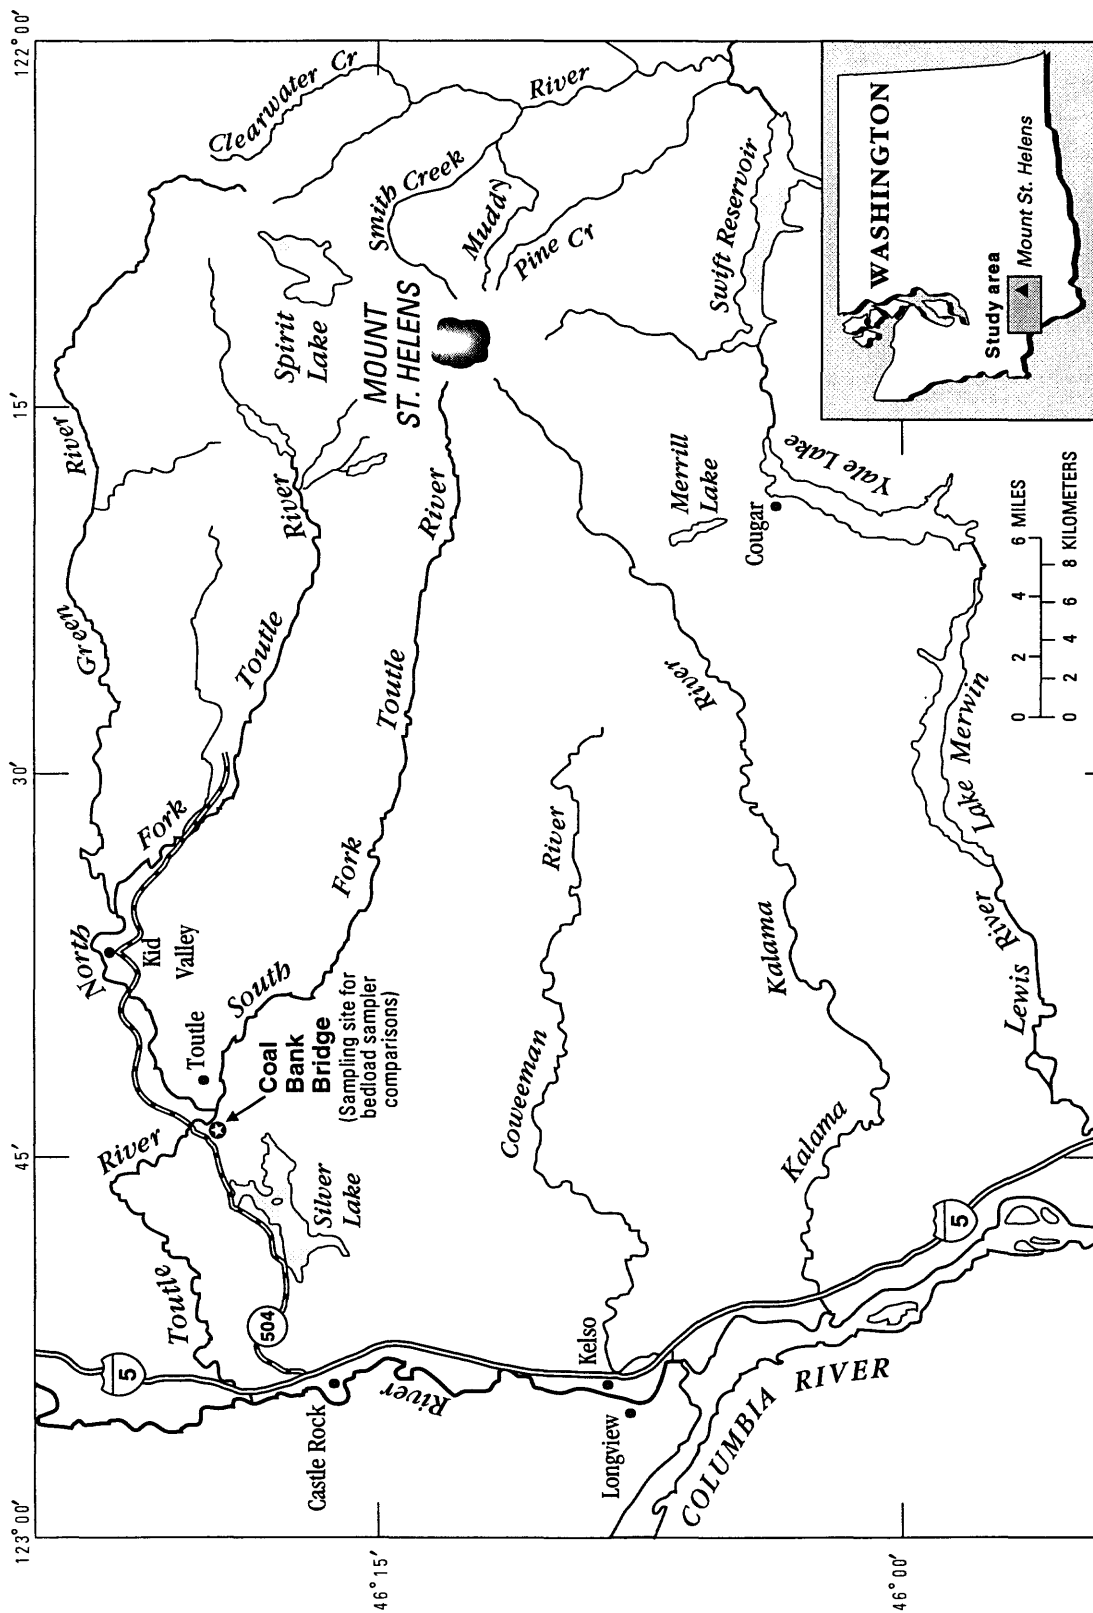 123°00′
45′
30′
15′
122°00′
46°15′
46°00′
Clearwater Cr
River
Smith Creek
Muddy
Pine Cr
Swift Reservoir
Spirit
Lake
MOUNT
ST. HELENS
River
Green
North
Fork
Toutle
River
Kid
Valley
Toutle
South
Fork
Toutle
River
Coal
Bank
Bridge
(Sampling site for
bedload sampler
comparisons)
River
Toutle
Silver
Lake
504
5
Castle Rock
River
Kelso
Longview
COLUMBIA RIVER
Coweeman
River
Kalama
Kalama
River
5
Merrill
Lake
Cougar
Yale Lake
Lake Merwin
Lewis River
0 2 4 6 MILES
0 2 4 6 8 KILOMETERS
WASHINGTON
Study area
Mount St. Helens